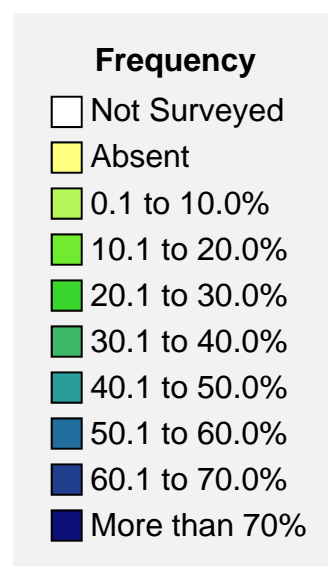 Frequency
Not Surveyed
Absent
0.1 to 10.0%
10.1 to 20.0%
20.1 to 30.0%
30.1 to 40.0%
40.1 to 50.0%
50.1 to 60.0%
60.1 to 70.0%
More than 70%